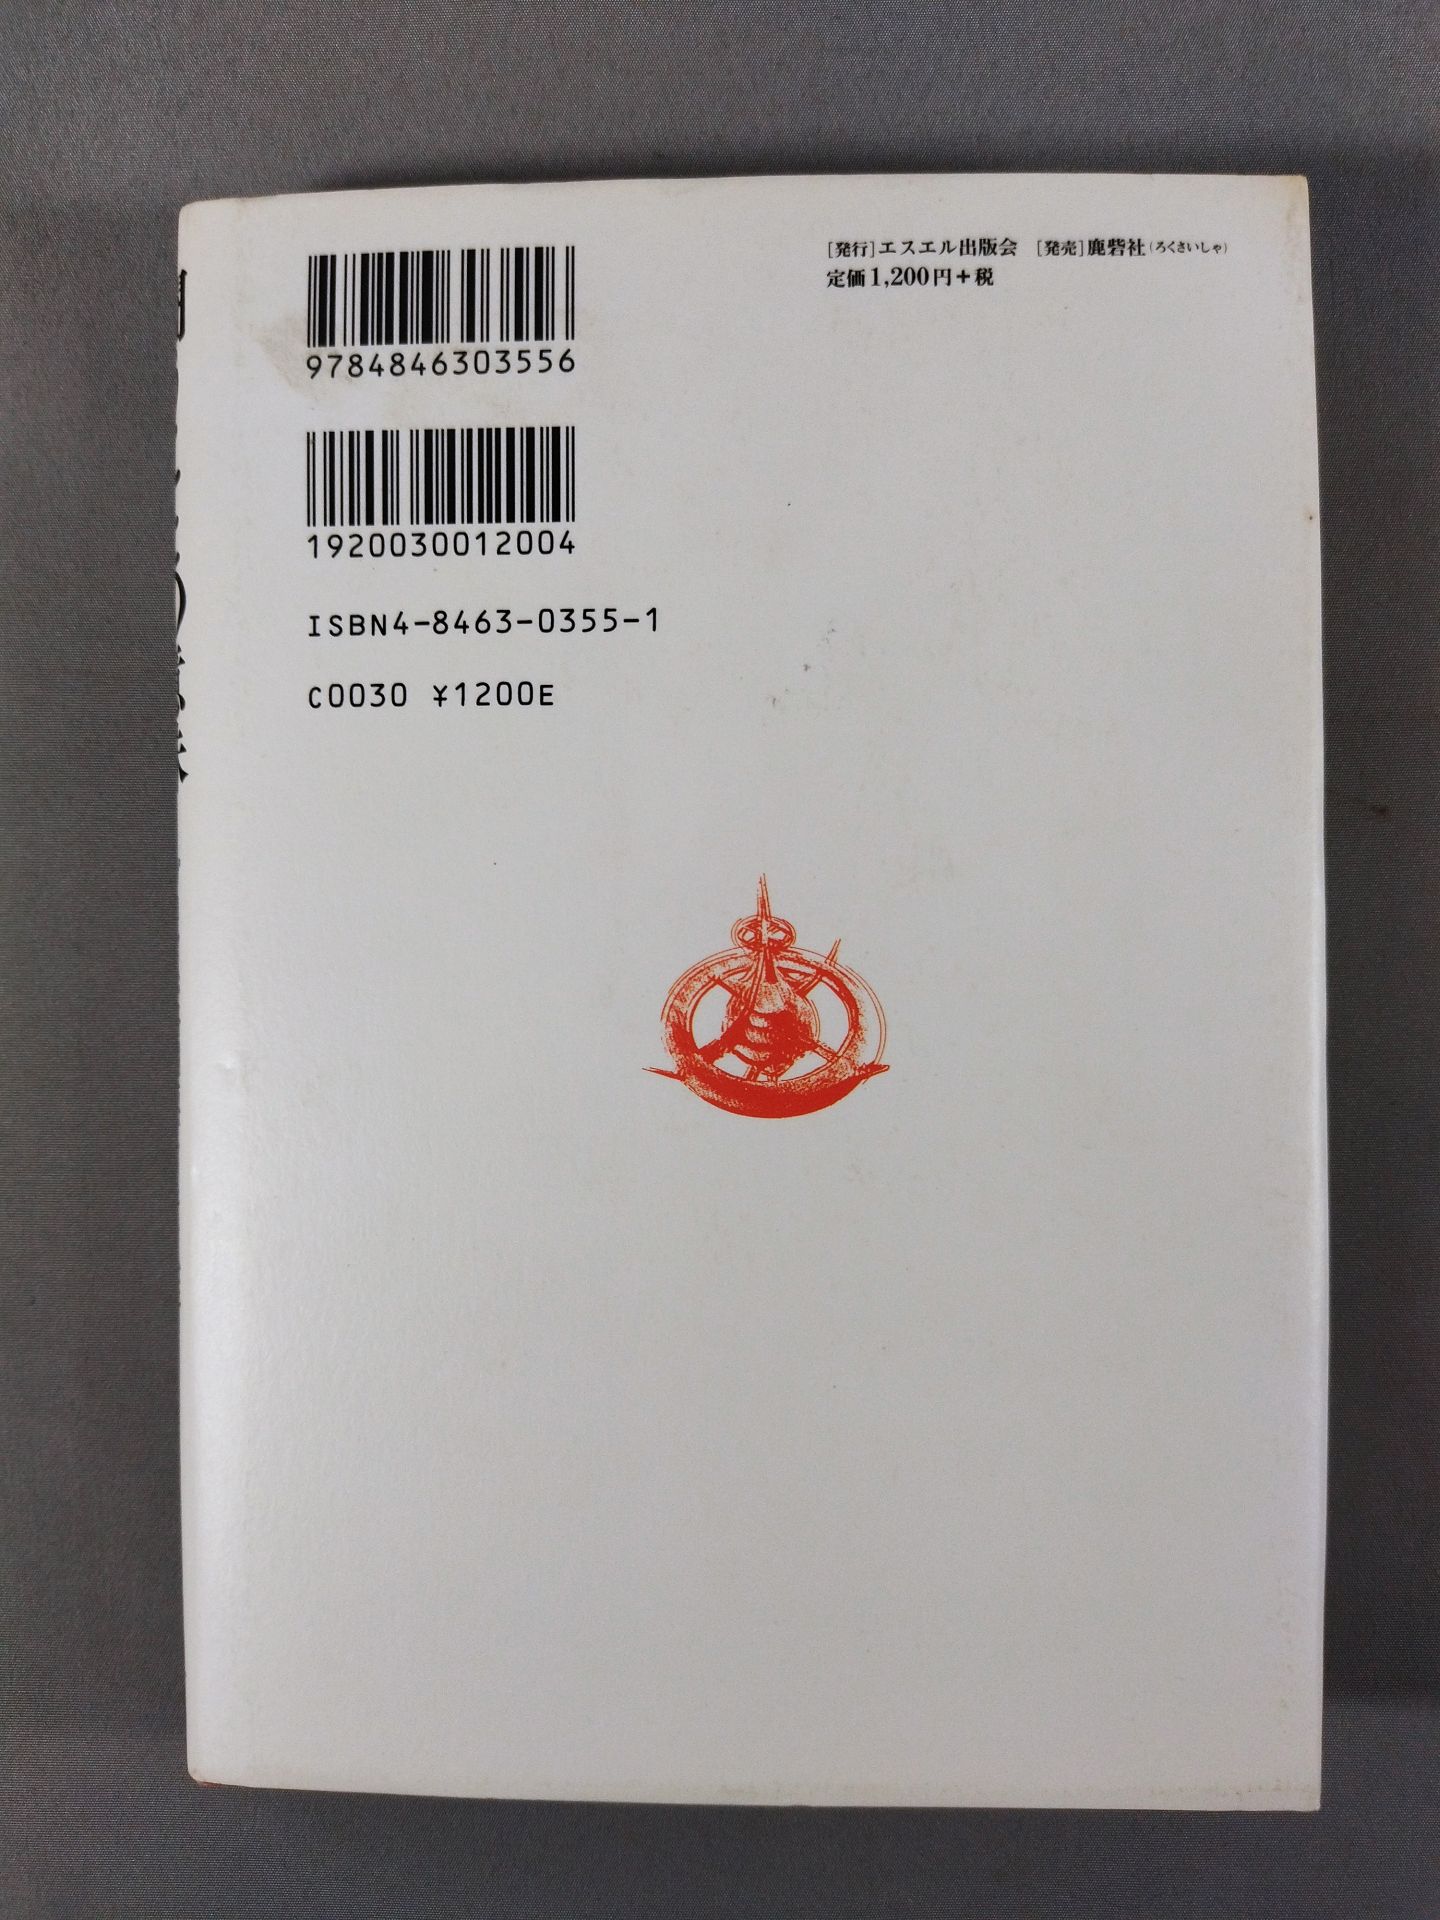 9784846303556
1920030012004
ISBN4-8463-0355-1
C0030 ¥1200E
[発行]エスエル出版会 [発売]鹿砦社(ろくさいしゃ)
定価1,200円+税